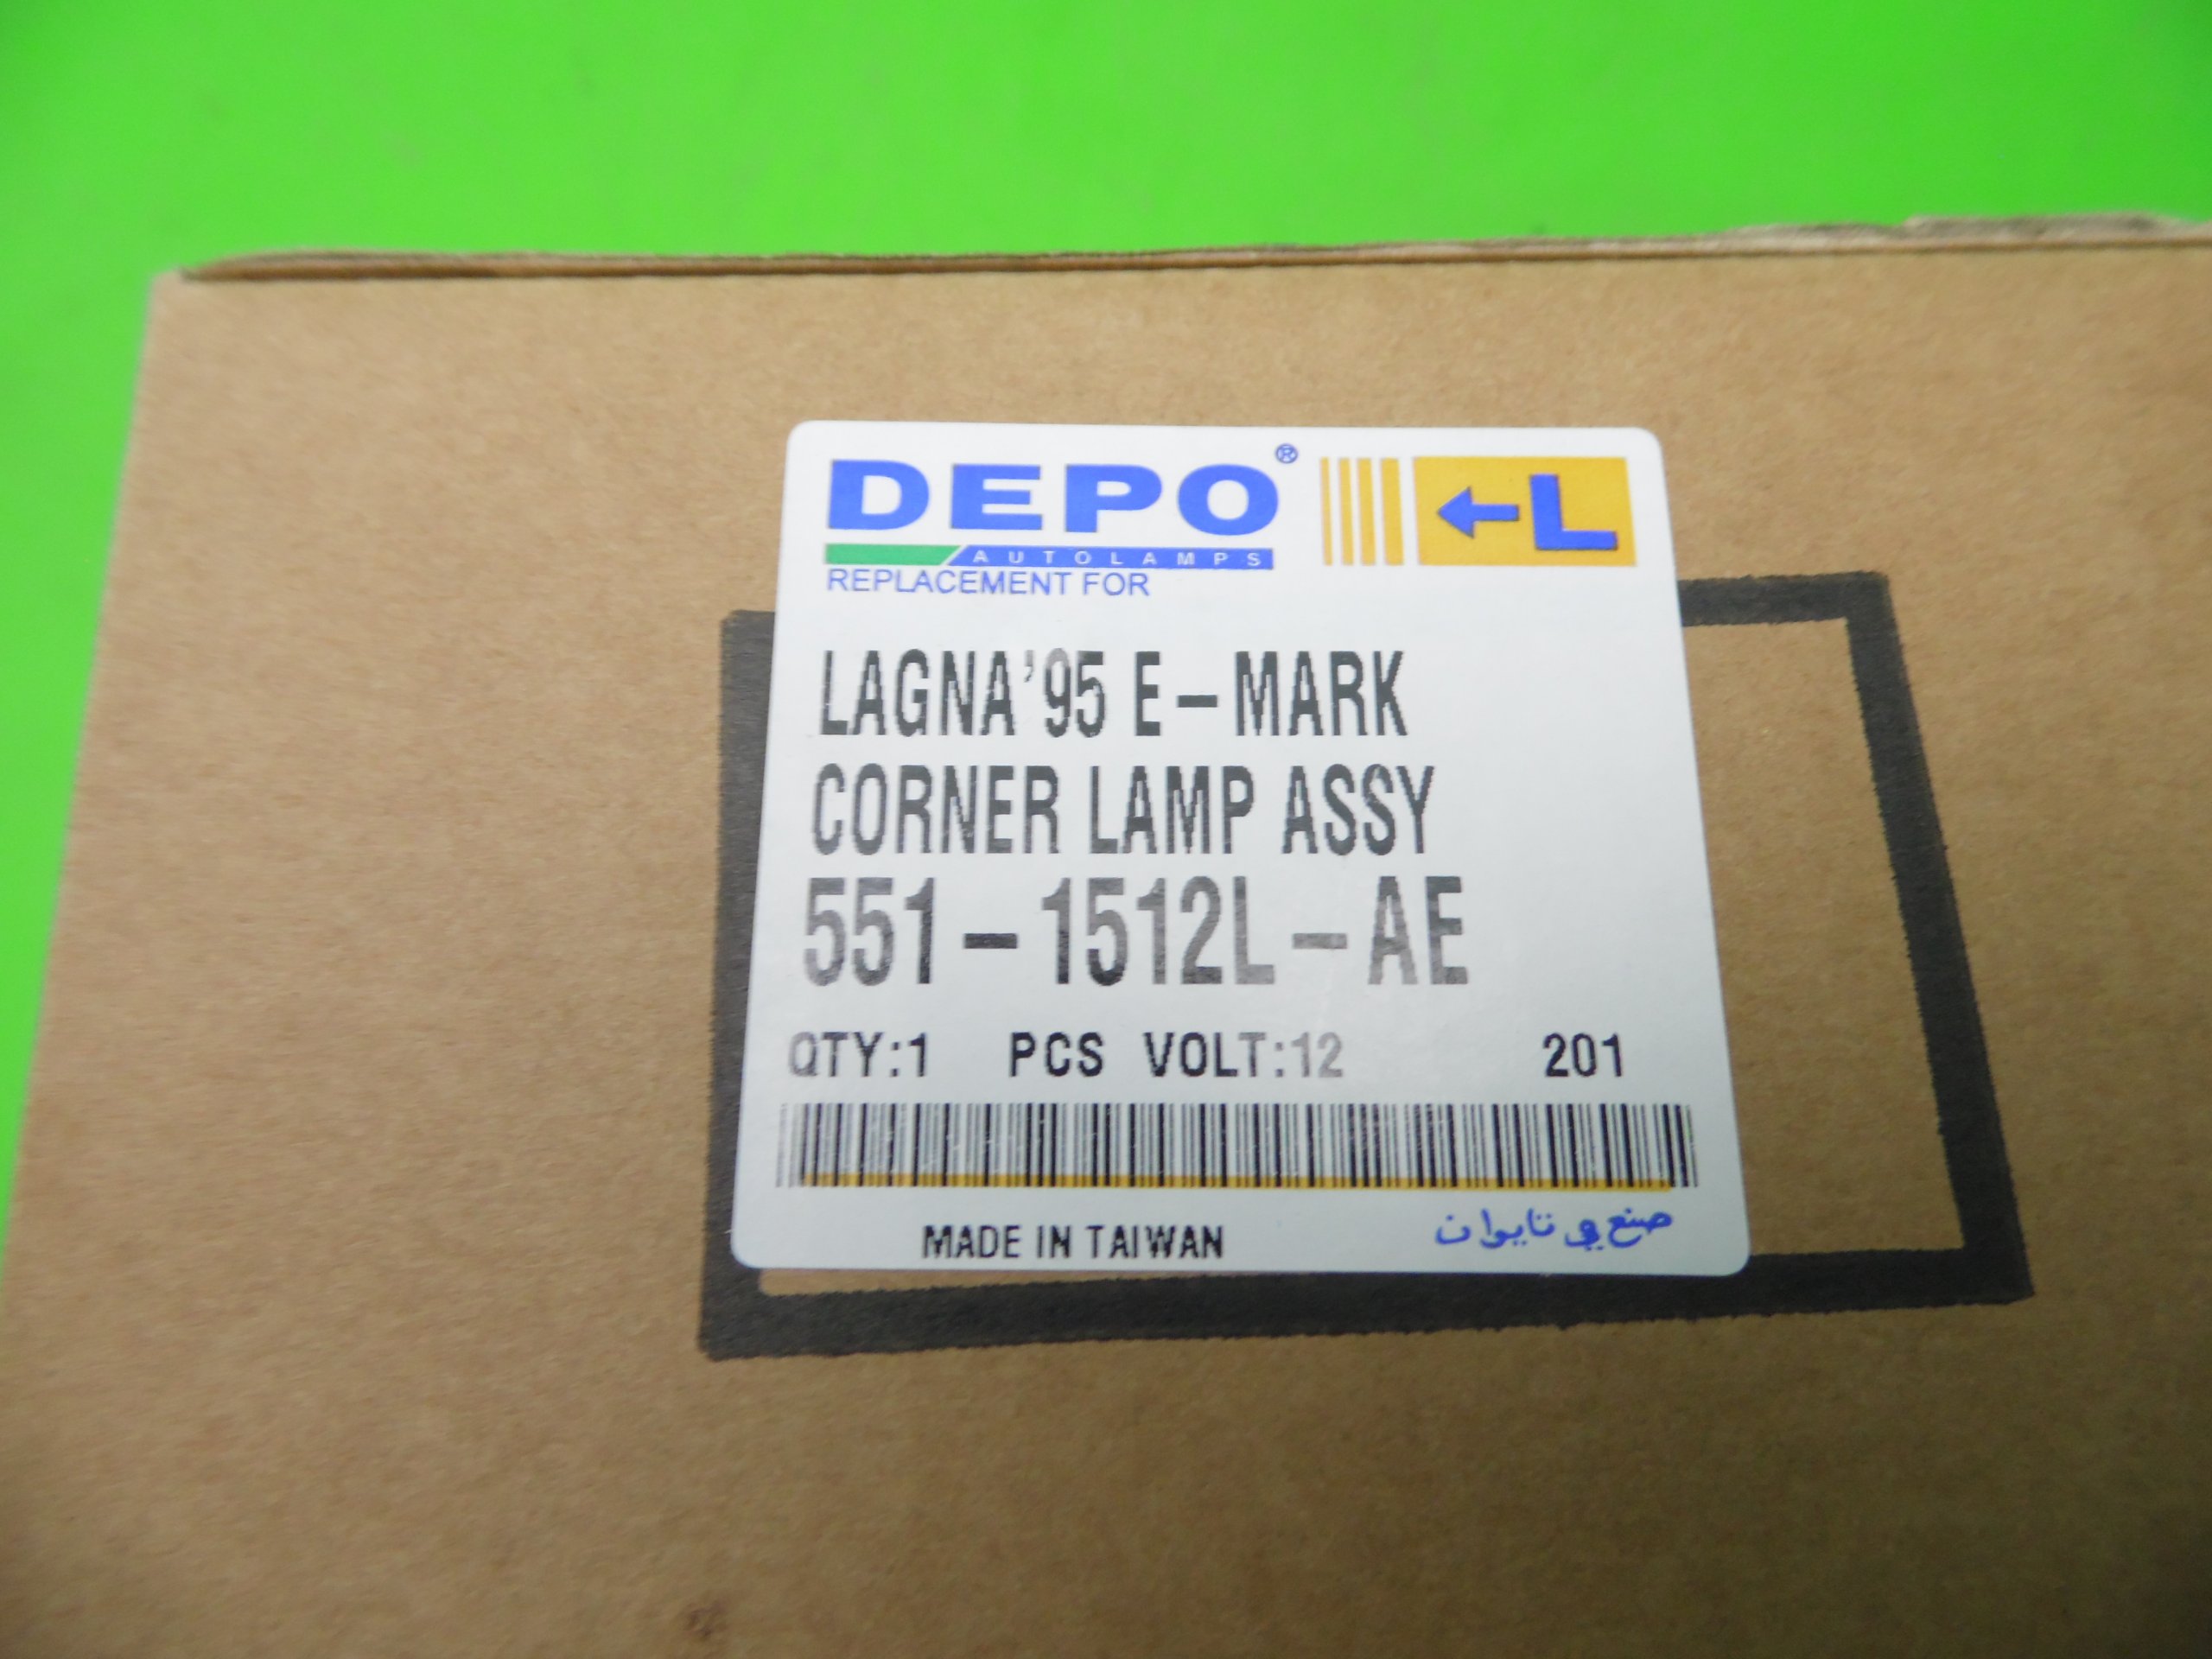 DEPO®
AUTOLAMPS
REPLACEMENT FOR
←L
LAGNA'95 E-MARK
CORNER LAMP ASSY
551-1512L-AE
QTY:1 PCS VOLT:12 201
MADE IN TAIWAN صنع في تايوان